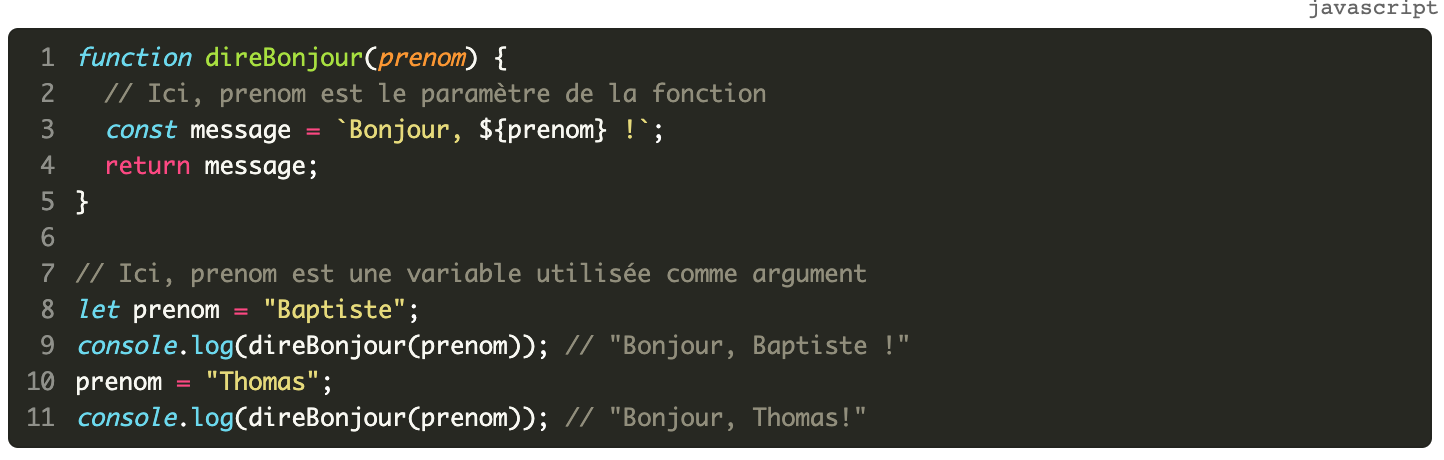 javascript
1 function direBonjour(prenom) {
2   // Ici, prenom est le paramètre de la fonction
3   const message = `Bonjour, ${prenom} !`;
4   return message;
5 }
6
7 // Ici, prenom est une variable utilisée comme argument
8 let prenom = "Baptiste";
9 console.log(direBonjour(prenom)); // "Bonjour, Baptiste !"
10 prenom = "Thomas";
11 console.log(direBonjour(prenom)); // "Bonjour, Thomas!"